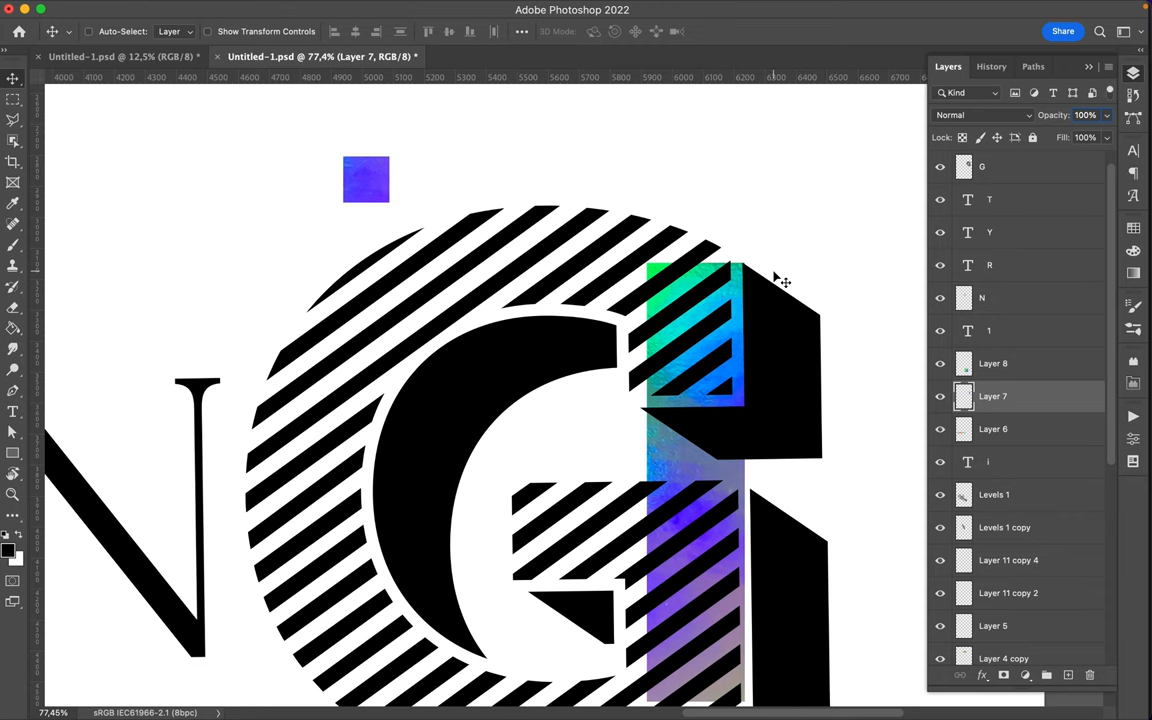 Adobe Photoshop 2022
Auto-Select: Layer Show Transform Controls 3D Mode: Share
Untitled-1.psd @ 12,5% (RGB/8) * Untitled-1.psd @ 77,4% (Layer 7, RGB/8) *
4000 4100 4200 4300 4400 4500 4600 4700 4800 4900 5000 5100 5200 5300 5400 5500 5600 5700 5800 5900 6000 6100 6200 6300 6400 6500 6600 6700
Layers History Paths
Kind
Normal Opacity: 100%
Lock: Fill: 100%
G
T
Y
R
N
1
Layer 8
Layer 7
Layer 6
i
Levels 1
Levels 1 copy
Layer 11 copy 4
Layer 11 copy 2
Layer 5
Layer 4 copy
N G
77,45% sRGB IEC61966-2.1 (8bpc)